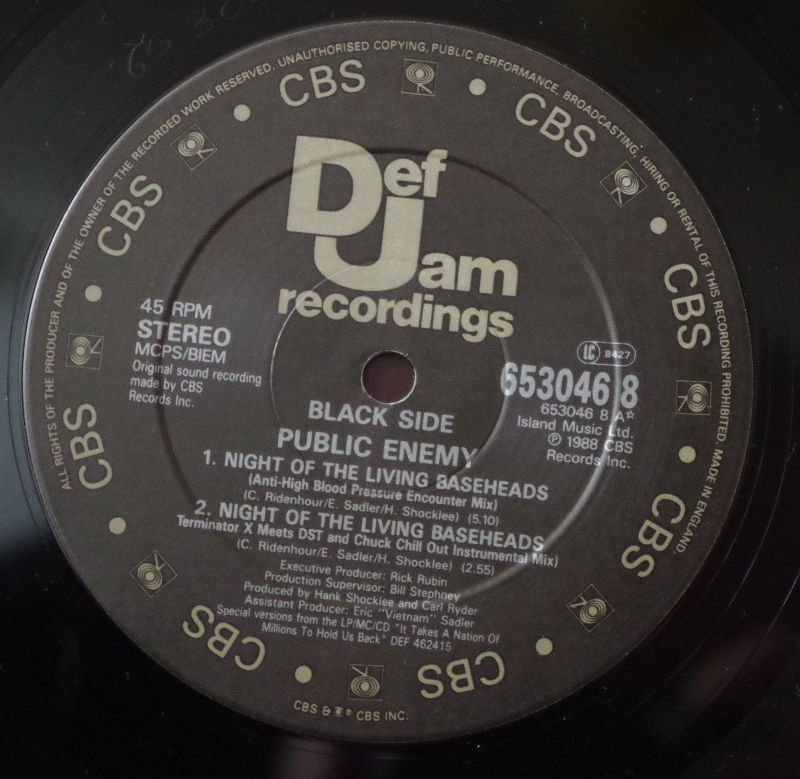 ALL RIGHTS OF THE PRODUCER AND OF THE OWNER OF THE RECORDED WORK RESERVED. UNAUTHORISED COPYING, PUBLIC PERFORMANCE, BROADCASTING, HIRING OR RENTAL OF THIS RECORDING PROHIBITED. MADE IN ENGLAND.
CBS
CBS
CBS
CBS
CBS
CBS
CBS
CBS
Def
Jam
recordings
45 RPM
STEREO
MCPS/BIEM
Original sound recording
made by CBS
Records Inc.
LC 8427
653046 8
653046 8 A☆
Island Music Ltd.
℗ 1988 CBS
Records Inc.
BLACK SIDE
PUBLIC ENEMY
1. NIGHT OF THE LIVING BASEHEADS
(Anti-High Blood Pressure Encounter Mix)
(C. Ridenhour/E. Sadler/H. Shocklee) (5.10)
2. NIGHT OF THE LIVING BASEHEADS
Terminator X Meets DST and Chuck Chill Out Instrumental Mix)
(C. Ridenhour/E. Sadler/H. Shocklee) (2.55)
Executive Producer: Rick Rubin
Production Supervisor: Bill Stephney
Produced by Hank Shocklee and Carl Ryder
Assistant Producer: Eric "Vietnam" Sadler
Special versions from the LP/MC/CD "It Takes A Nation Of
Millions To Hold Us Back" DEF 462415
CBS & ® CBS INC.